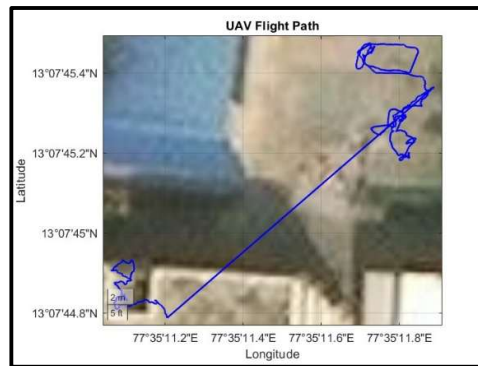 UAV Flight Path
13°07'45.4"N
13°07'45.2"N
13°07'45"N
13°07'44.8"N
Latitude
2 m
5 ft
77°35'11.2"E 77°35'11.4"E 77°35'11.6"E 77°35'11.8"E
Longitude